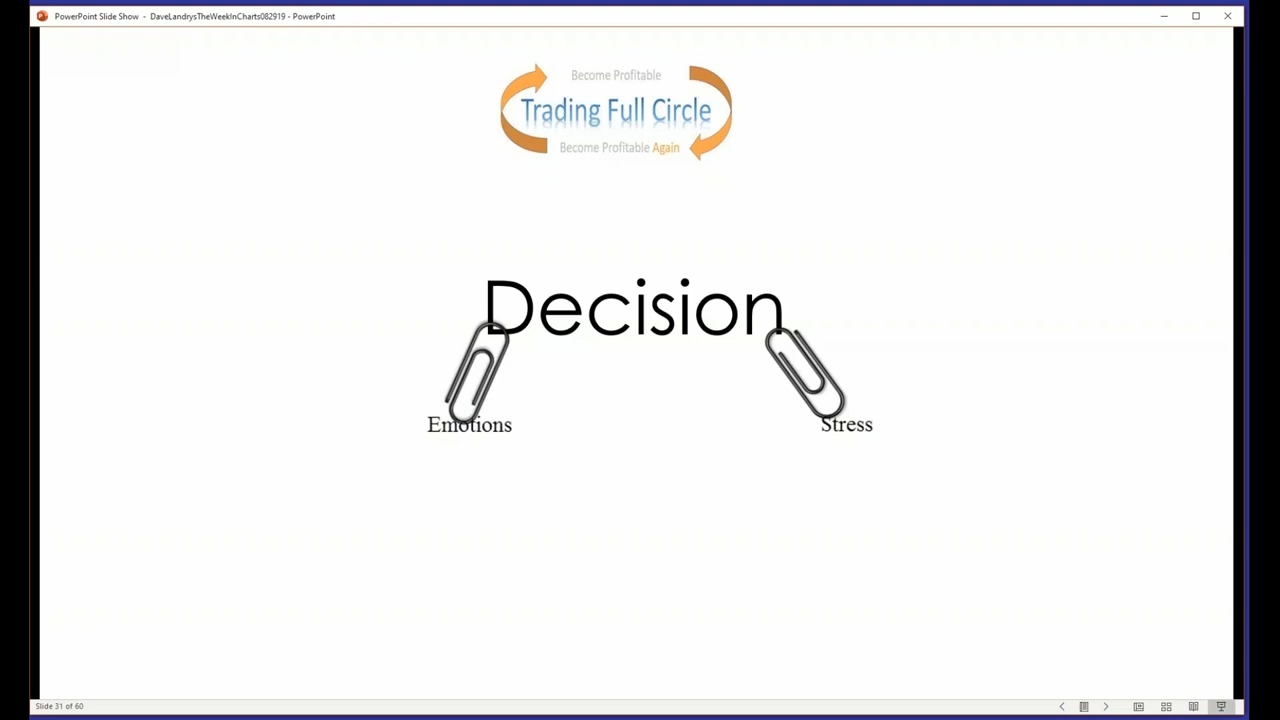 PowerPoint Slide Show - DaveLandrysTheWeekInCharts082919 - PowerPoint
Become Profitable
Trading Full Circle
Become Profitable Again
Decision
Emotions
Stress
Slide 31 of 60